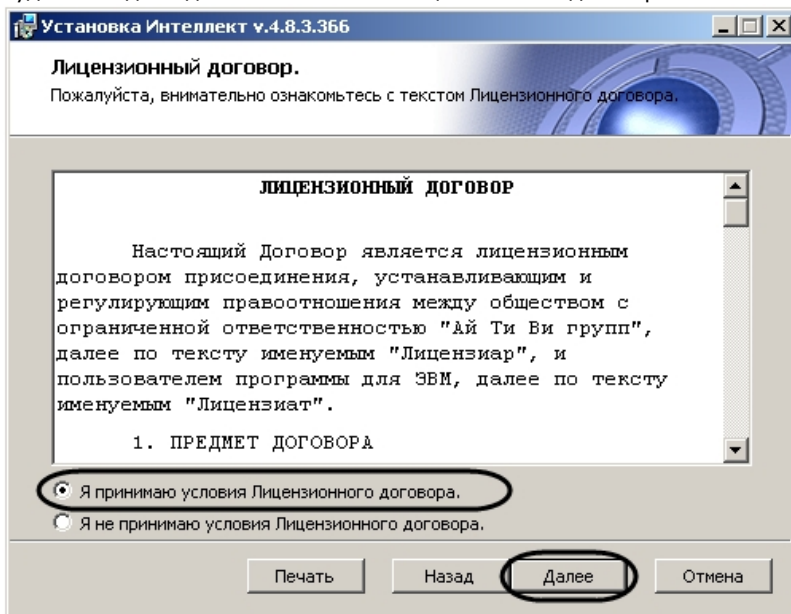 Установка Интеллект v.4.8.3.366
Лицензионный договор.
Пожалуйста, внимательно ознакомьтесь с текстом Лицензионного договора.
ЛИЦЕНЗИОННЫЙ ДОГОВОР
Настоящий Договор является лицензионным
договором присоединения, устанавливающим и
регулирующим правоотношения между обществом с
ограниченной ответственностью "Ай Ти Ви групп",
далее по тексту именуемым "Лицензиар", и
пользователем программы для ЭВМ, далее по тексту
именуемым "Лицензиат".
1. ПРЕДМЕТ ДОГОВОРА
Я принимаю условия Лицензионного договора.
Я не принимаю условия Лицензионного договора.
Печать Назад Далее Отмена